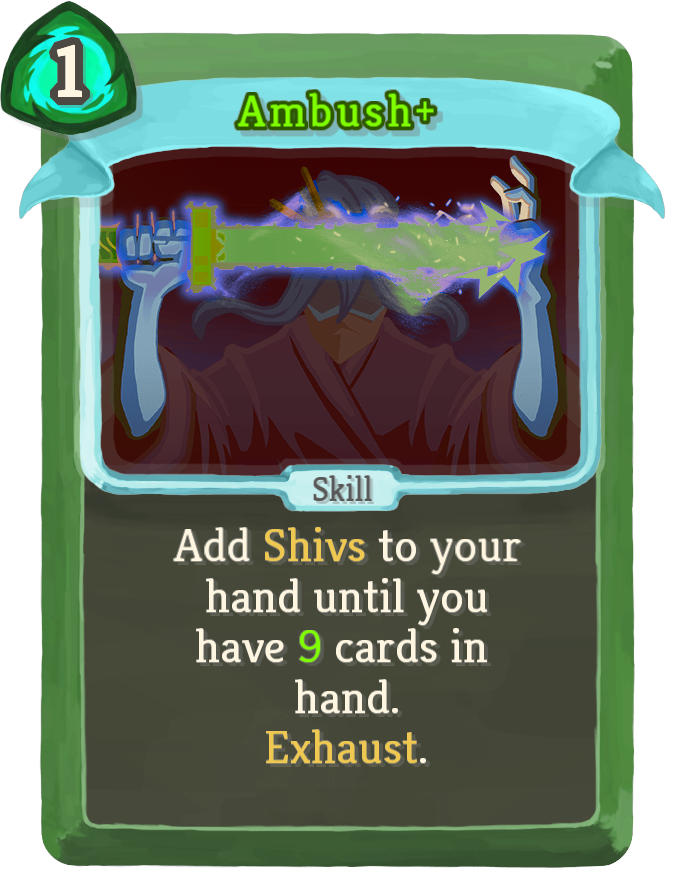 1
Ambush+
Skill
Add Shivs to your
hand until you
have 9 cards in
hand.
Exhaust.